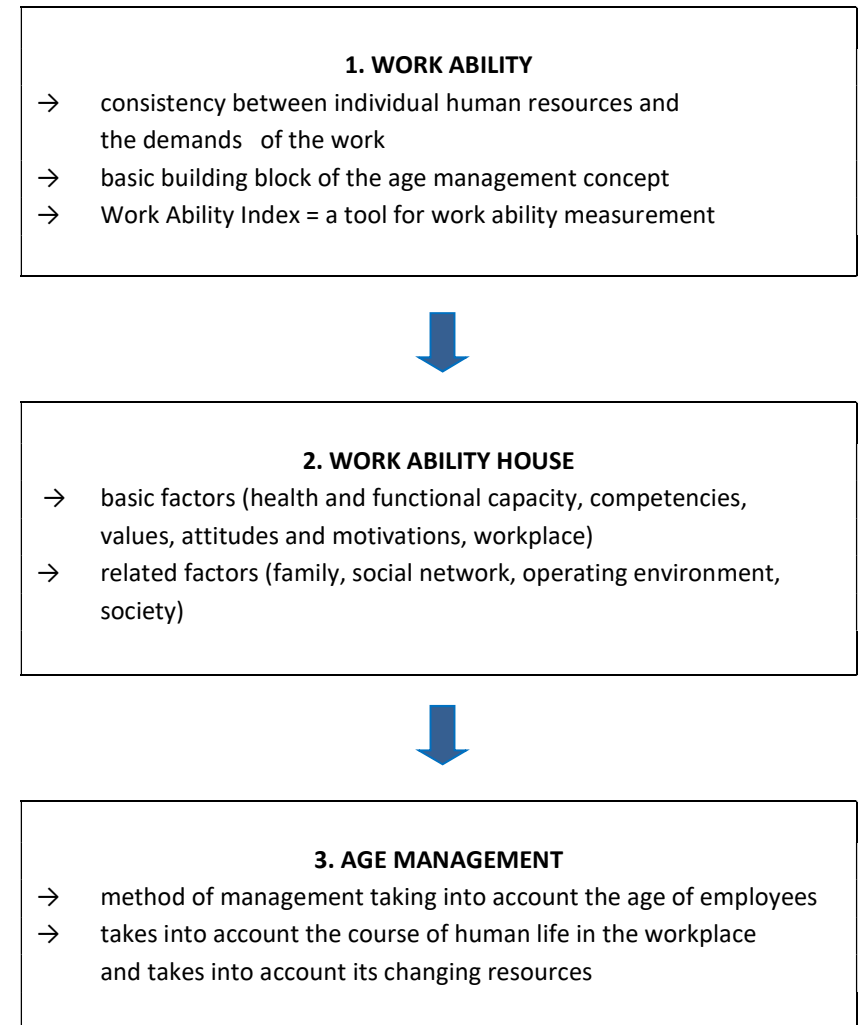 1. WORK ABILITY
→ consistency between individual human resources and
the demands of the work
→ basic building block of the age management concept
→ Work Ability Index = a tool for work ability measurement
2. WORK ABILITY HOUSE
→ basic factors (health and functional capacity, competencies,
values, attitudes and motivations, workplace)
→ related factors (family, social network, operating environment,
society)
3. AGE MANAGEMENT
→ method of management taking into account the age of employees
→ takes into account the course of human life in the workplace
and takes into account its changing resources